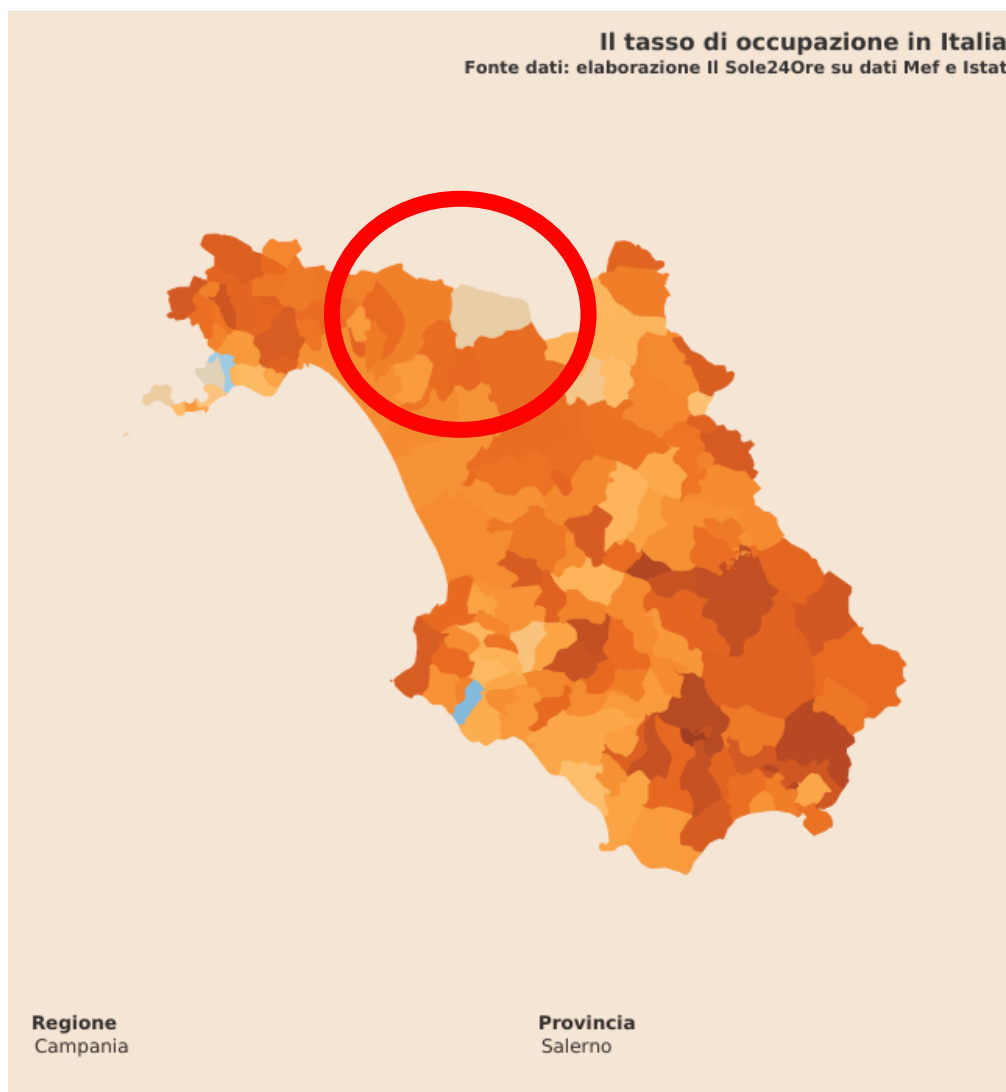 Il tasso di occupazione in Italia
Fonte dati: elaborazione Il Sole24Ore su dati Mef e Istat
Regione
Campania
Provincia
Salerno